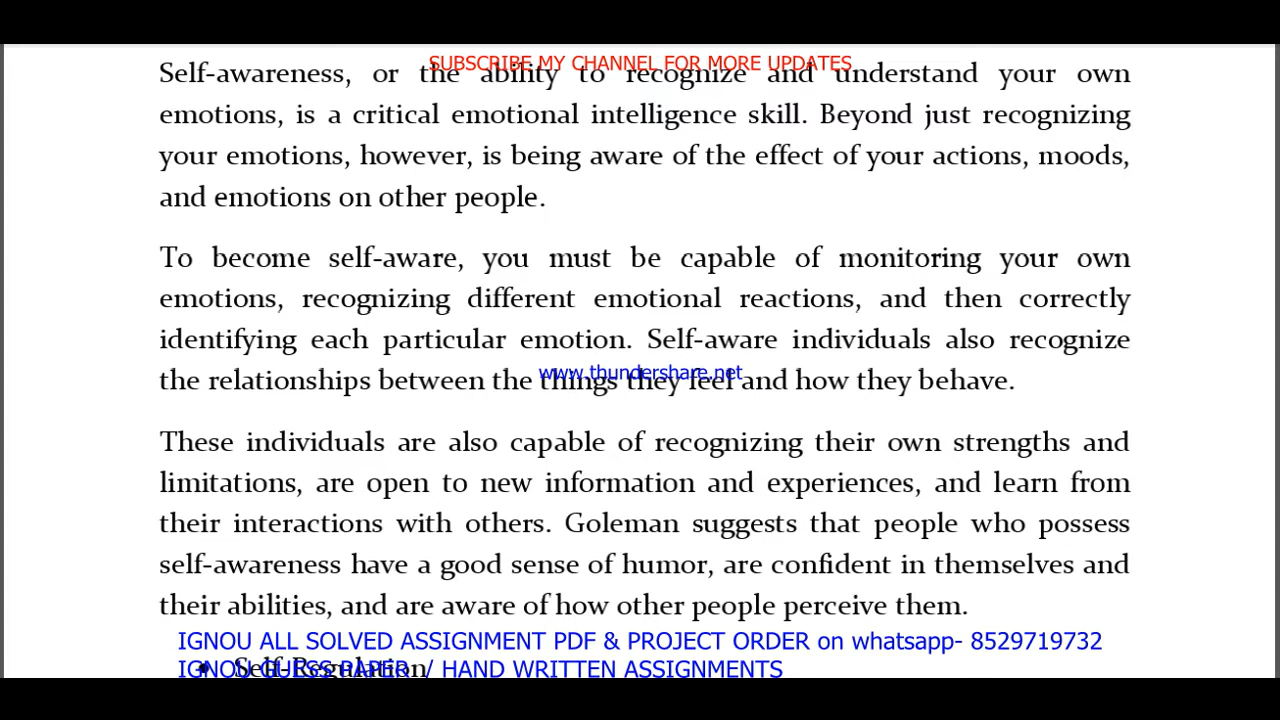 SUBSCRIBE MY CHANNEL FOR MORE UPDATES
Self-awareness, or the ability to recognize and understand your own
emotions, is a critical emotional intelligence skill. Beyond just recognizing
your emotions, however, is being aware of the effect of your actions, moods,
and emotions on other people.
To become self-aware, you must be capable of monitoring your own
emotions, recognizing different emotional reactions, and then correctly
identifying each particular emotion. Self-aware individuals also recognize
www.thundershare.net
the relationships between the things they feel and how they behave.
These individuals are also capable of recognizing their own strengths and
limitations, are open to new information and experiences, and learn from
their interactions with others. Goleman suggests that people who possess
self-awareness have a good sense of humor, are confident in themselves and
their abilities, and are aware of how other people perceive them.
IGNOU ALL SOLVED ASSIGNMENT PDF & PROJECT ORDER on whatsapp- 8529719732
• Self-Regulation
IGNOU GUESS PAPER / HAND WRITTEN ASSIGNMENTS